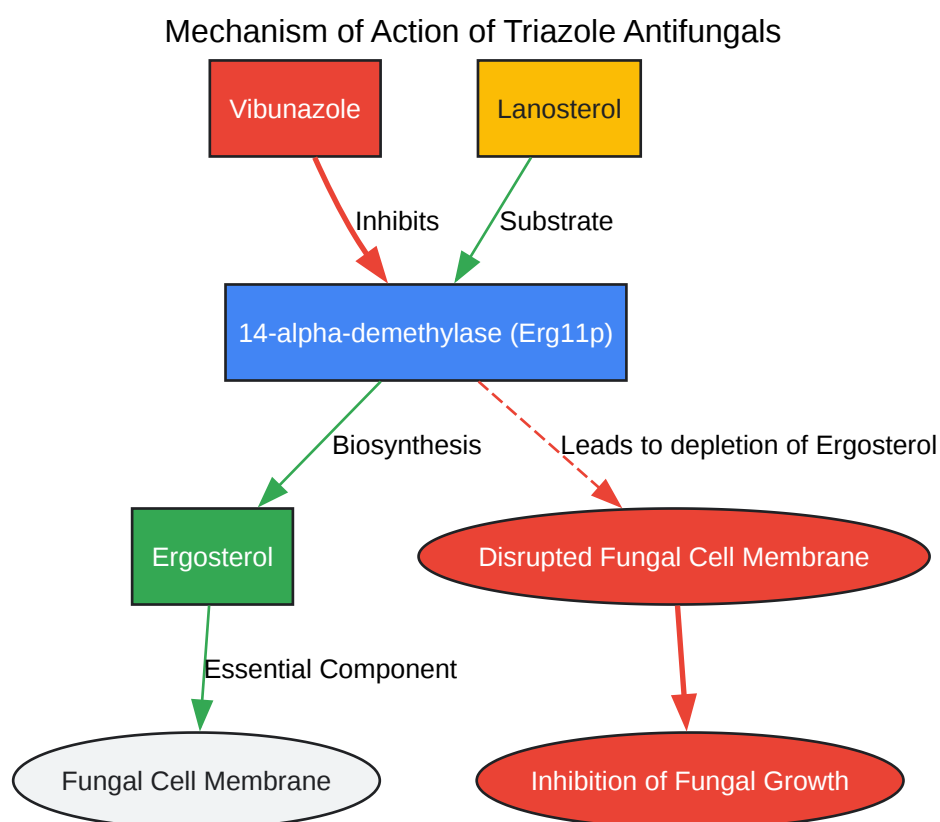 Mechanism of Action of Triazole Antifungals
Vibunazole
Lanosterol
Inhibits
Substrate
14-alpha-demethylase (Erg11p)
Biosynthesis
Leads to depletion of Ergosterol
Ergosterol
Disrupted Fungal Cell Membrane
Essential Component
Fungal Cell Membrane
Inhibition of Fungal Growth